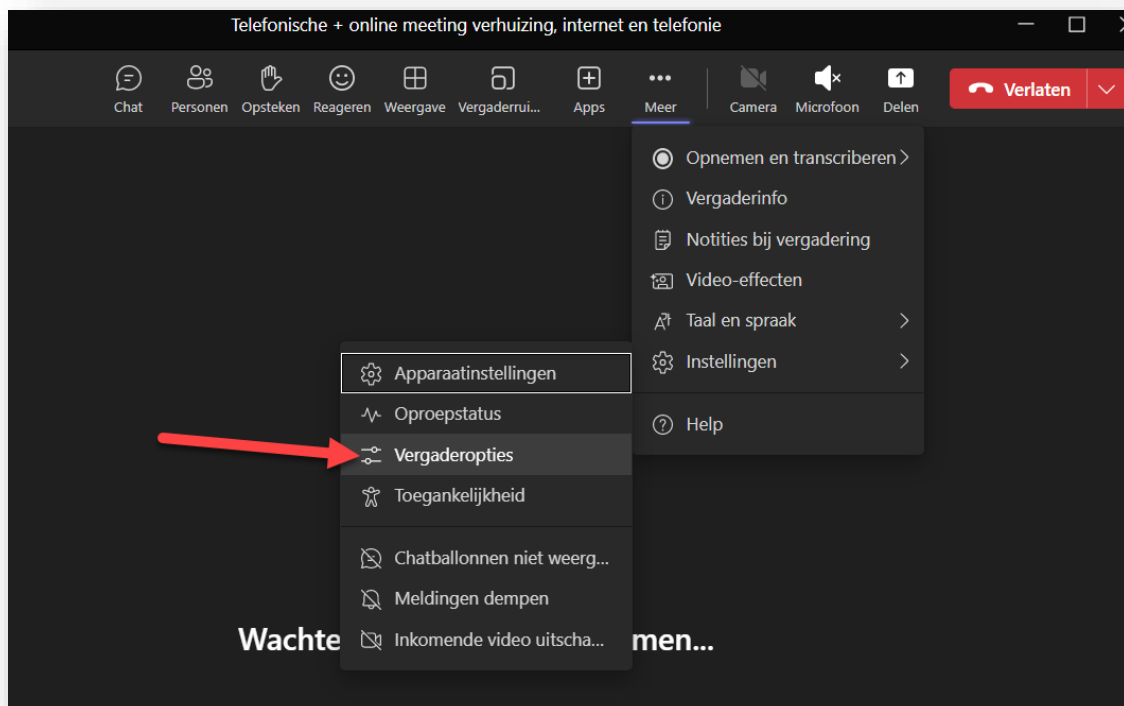 Telefonische + online meeting verhuizing, internet en telefonie
Chat Personen Opsteken Reageren Weergave Vergaderrui... Apps Meer Camera Microfoon Delen Verlaten
Opnemen en transcriberen
Vergaderinfo
Notities bij vergadering
Video-effecten
Taal en spraak
Instellingen
Help
Apparaatinstellingen
Oproepstatus
Vergaderopties
Toegankelijkheid
Chatballonnen niet weerg...
Meldingen dempen
Inkomende video uitscha...
Wachte men...